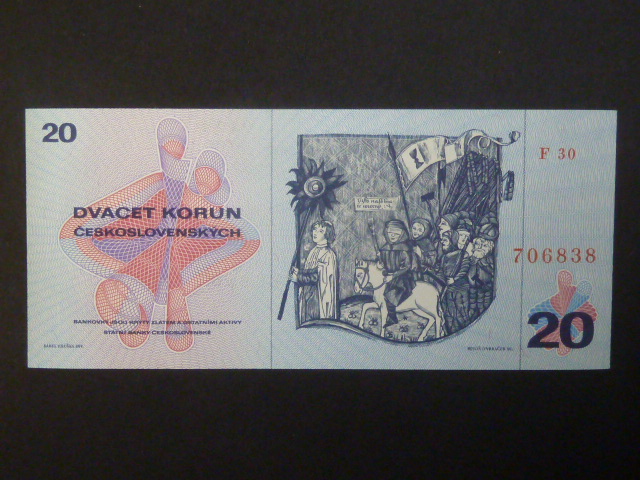 20
F 30
DVACET KORUN
ČESKOSLOVENSKÝCH
706838
BANKOVKY JSOU KRYTY ZLATEM A OSTATNÍMI AKTIVY
STÁTNÍ BANKY ČESKOSLOVENSKÉ
20